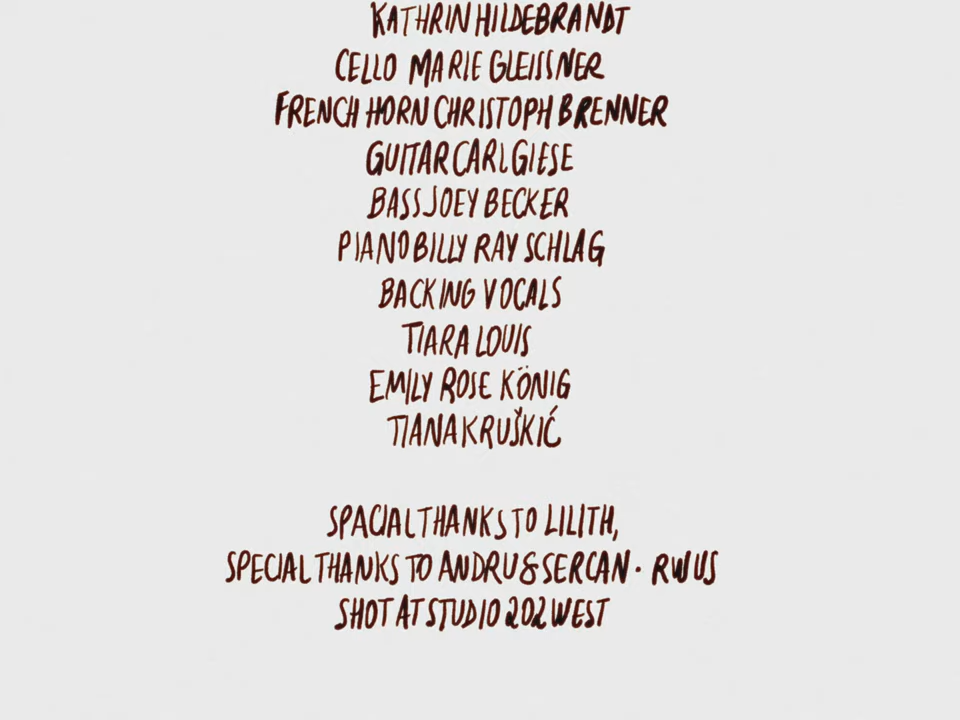 KATHRIN HILDEBRANDT
CELLO MARIE GLEISSNER
FRENCH HORN CHRISTOPH BRENNER
GUITAR CARL GIESE
BASS JOEY BECKER
PIANO BILLY RAY SCHLAG
BACKING VOCALS
TIARA LOUIS
EMILY ROSE KÖNIG
TIANA KRUŠKIĆ
SPACIAL THANKS TO LILITH,
SPECIAL THANKS TO ANDRU & SERCAN · RW US
SHOT AT STUDIO 202 WEST